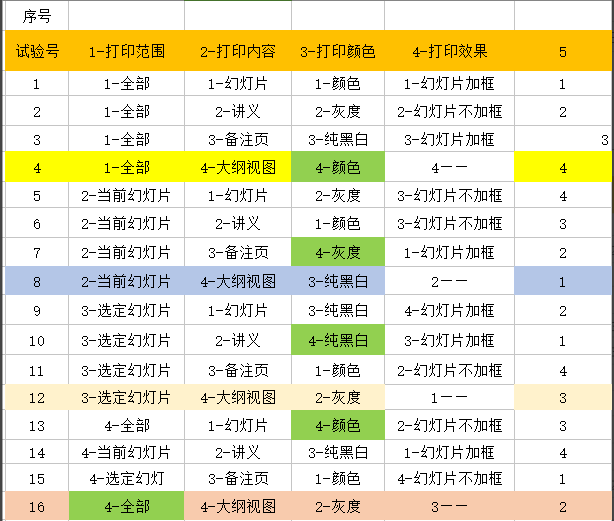 序号
试验号 1-打印范围 2-打印内容 3-打印颜色 4-打印效果 5
1 1-全部 1-幻灯片 1-颜色 1-幻灯片加框 1
2 1-全部 2-讲义 2-灰度 2-幻灯片不加框 2
3 1-全部 3-备注页 3-纯黑白 3-幻灯片加框 3
4 1-全部 4-大纲视图 4-颜色 4—— 4
5 2-当前幻灯片 1-幻灯片 2-灰度 3-幻灯片不加框 4
6 2-当前幻灯片 2-讲义 1-颜色 3-幻灯片不加框 3
7 2-当前幻灯片 3-备注页 4-灰度 1-幻灯片加框 2
8 2-当前幻灯片 4-大纲视图 3-纯黑白 2—— 1
9 3-选定幻灯片 1-幻灯片 3-纯黑白 4-幻灯片加框 2
10 3-选定幻灯片 2-讲义 4-纯黑白 3-幻灯片加框 1
11 3-选定幻灯片 3-备注页 1-颜色 2-幻灯片不加框 4
12 3-选定幻灯片 4-大纲视图 2-灰度 1—— 3
13 4-全部 1-幻灯片 4-颜色 2-幻灯片不加框 3
14 4-当前幻灯片 2-讲义 3-纯黑白 1-幻灯片加框 4
15 4-选定幻灯 3-备注页 1-颜色 4-幻灯片不加框 1
16 4-全部 4-大纲视图 2-灰度 3—— 2